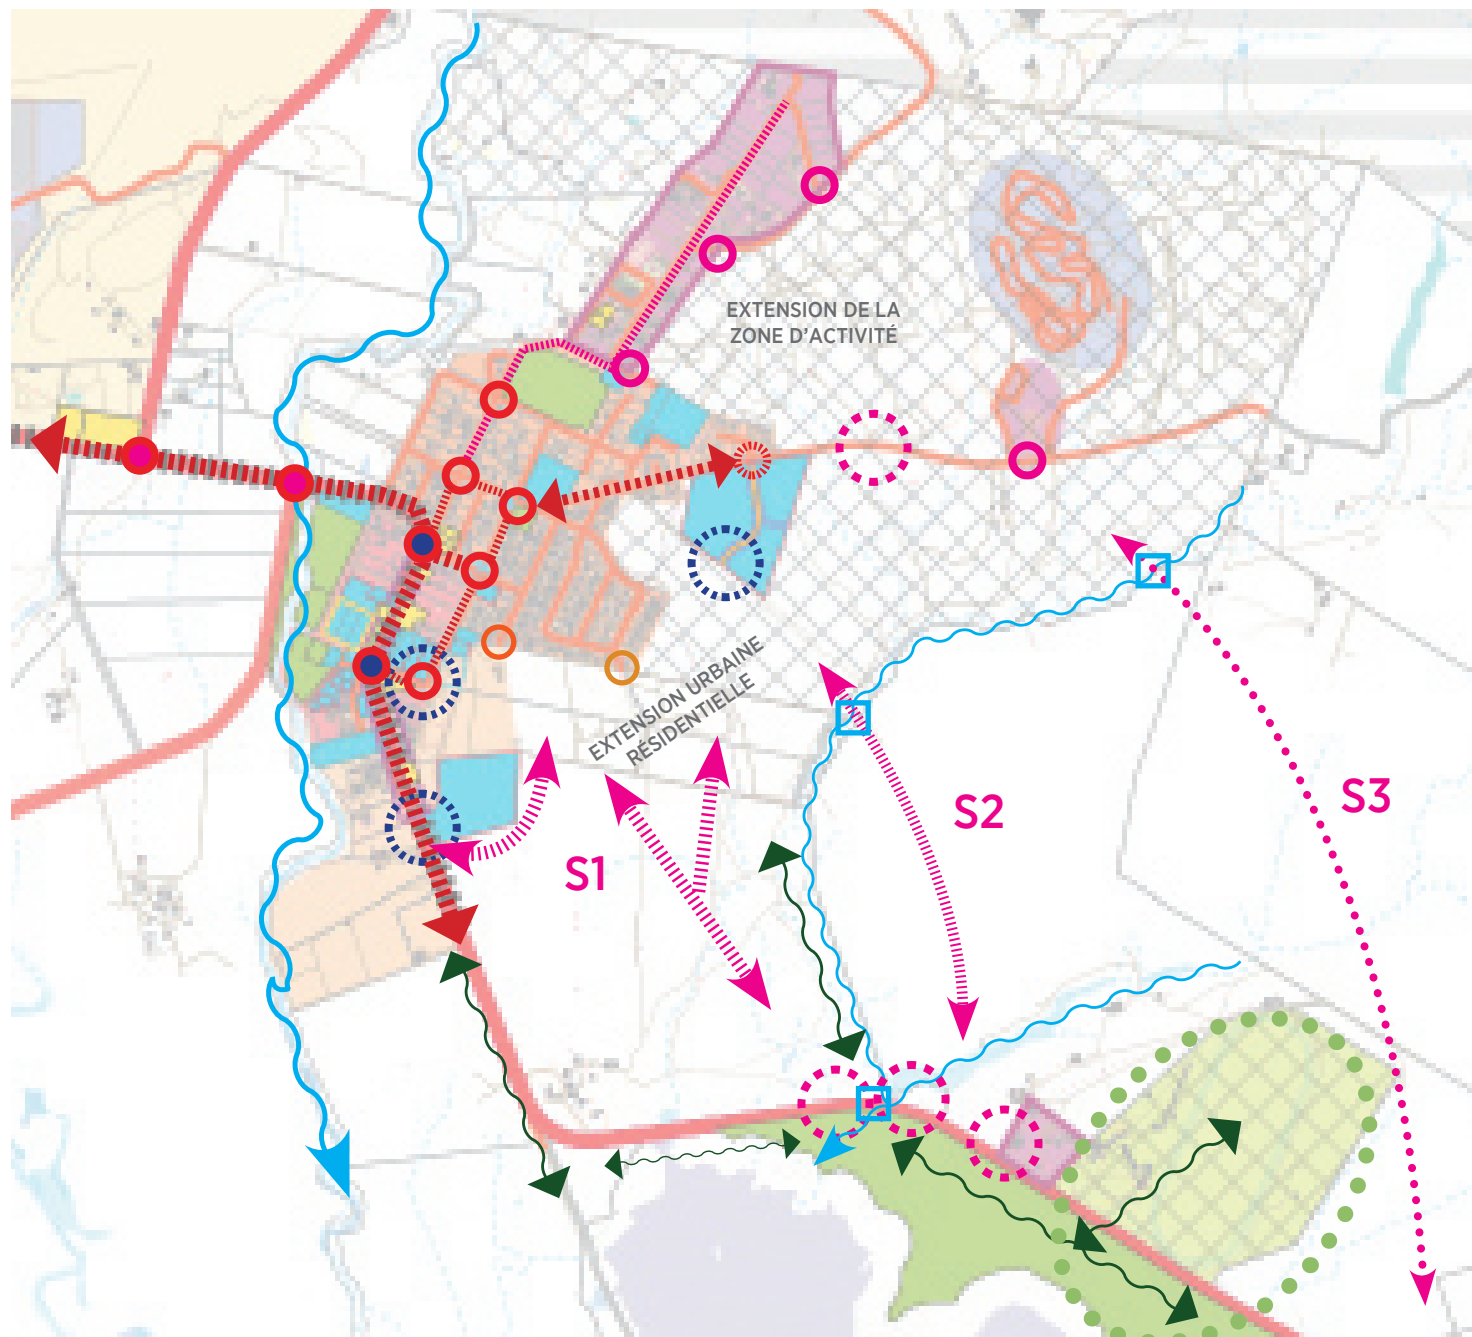 EXTENSION DE LA
ZONE D'ACTIVITÉ
EXTENSION URBAINE
RÉSIDENTIELLE
S1
S2
S3